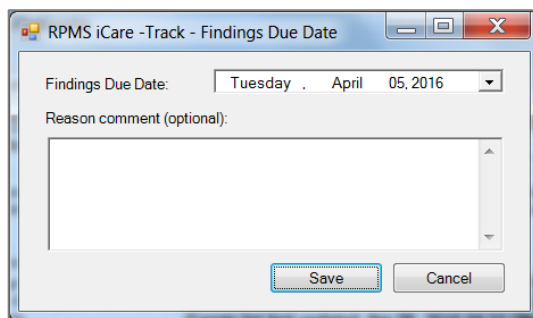 RPMS iCare -Track - Findings Due Date
Findings Due Date: Tuesday , April 05, 2016
Reason comment (optional):
Save Cancel